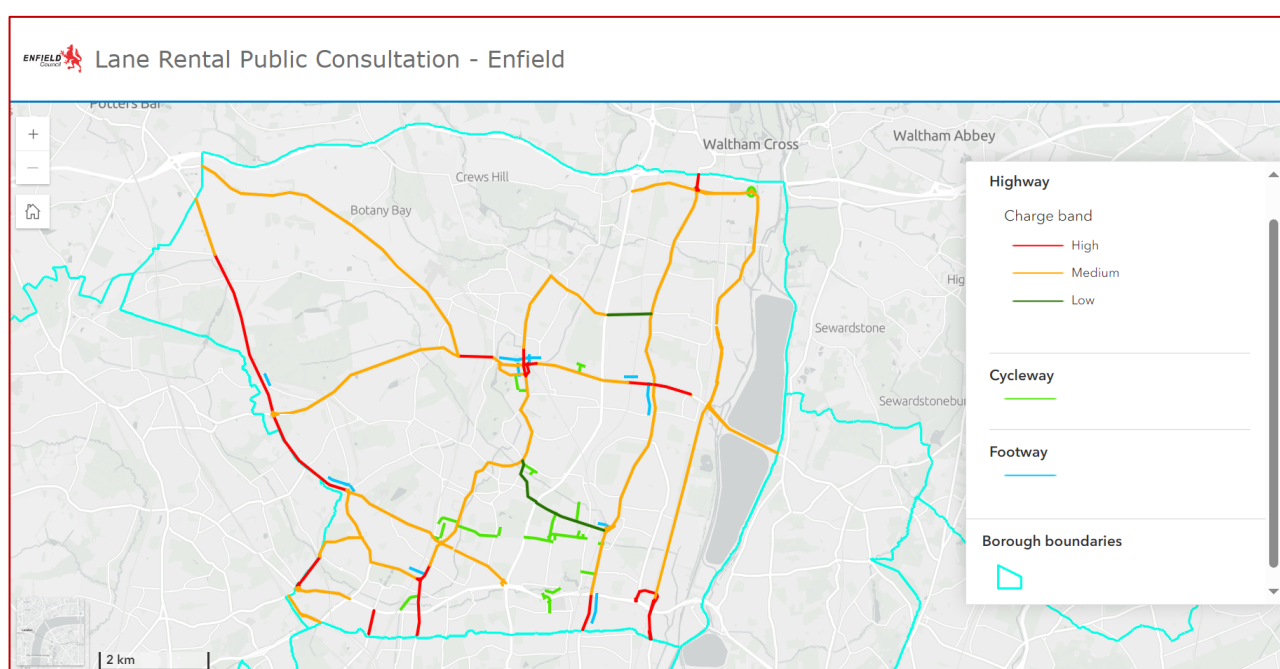 ENFIELD
Council
Lane Rental Public Consultation - Enfield
Potters Bar
+
Waltham Cross
Waltham Abbey
−
Crews Hill
Botany Bay
Sewardstone
Highway
Charge band
High
Medium
Low
Cycleway
Footway
Borough boundaries
2 km